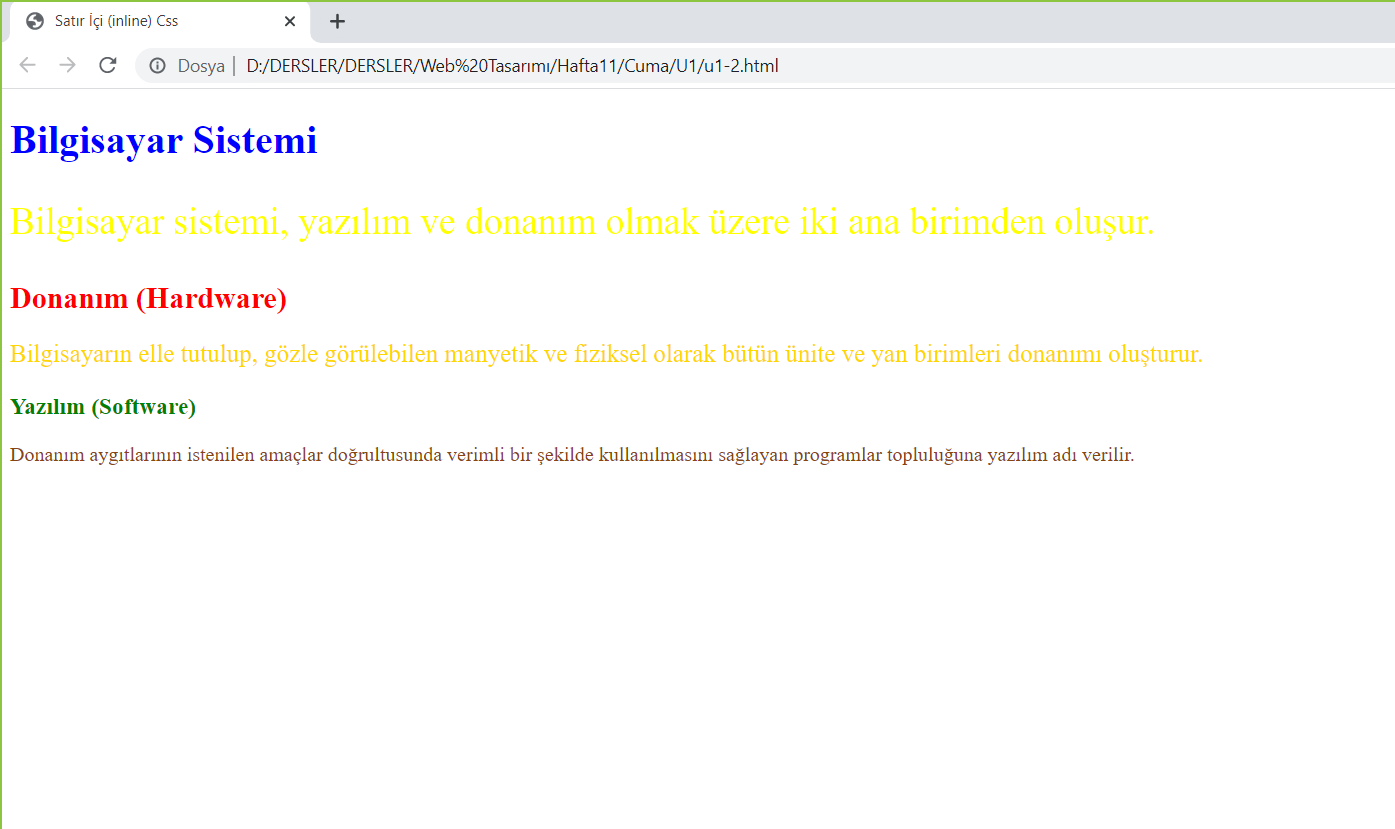 Satır İçi (inline) Css
Dosya | D:/DERSLER/DERSLER/Web%20Tasarımı/Hafta11/Cuma/U1/u1-2.html
Bilgisayar Sistemi
Bilgisayar sistemi, yazılım ve donanım olmak üzere iki ana birimden oluşur.
Donanım (Hardware)
Bilgisayarın elle tutulup, gözle görülebilen manyetik ve fiziksel olarak bütün ünite ve yan birimleri donanımı oluşturur.
Yazılım (Software)
Donanım aygıtlarının istenilen amaçlar doğrultusunda verimli bir şekilde kullanılmasını sağlayan programlar topluluğuna yazılım adı verilir.